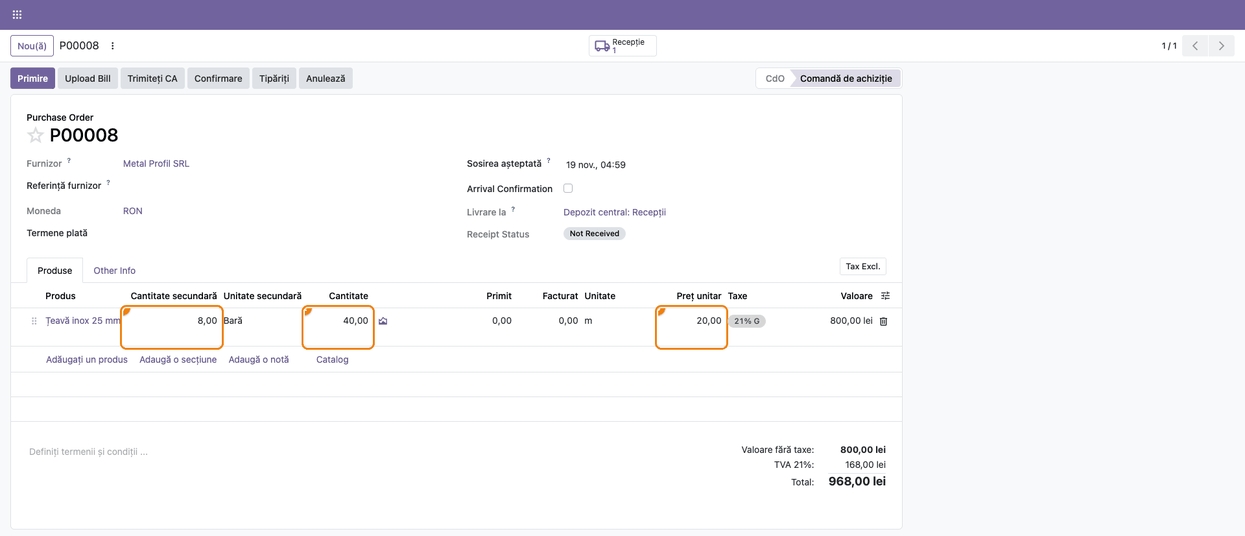 Nou(ă) P00008 Recepție 1 1 / 1
Primire Upload Bill Trimiteți CA Confirmare Tipăriți Anulează CdO Comandă de achiziție
Purchase Order
P00008
Furnizor ? Metal Profil SRL Sosirea așteptată ? 19 nov., 04:59
Referință furnizor ? Arrival Confirmation
Moneda RON Livrare la ? Depozit central: Recepții
Termene plată Receipt Status Not Received
Produse Other Info Tax Excl.
Produs Cantitate secundară Unitate secundară Cantitate Primit Facturat Unitate Preț unitar Taxe Valoare
Țeavă inox 25 mm 8,00 Bară 40,00 0,00 0,00 m 20,00 21% G 800,00 lei
Adăugați un produs Adaugă o secțiune Adaugă o notă Catalog
Definiți termenii și condiții ... Valoare fără taxe: 800,00 lei
TVA 21%: 168,00 lei
Total: 968,00 lei